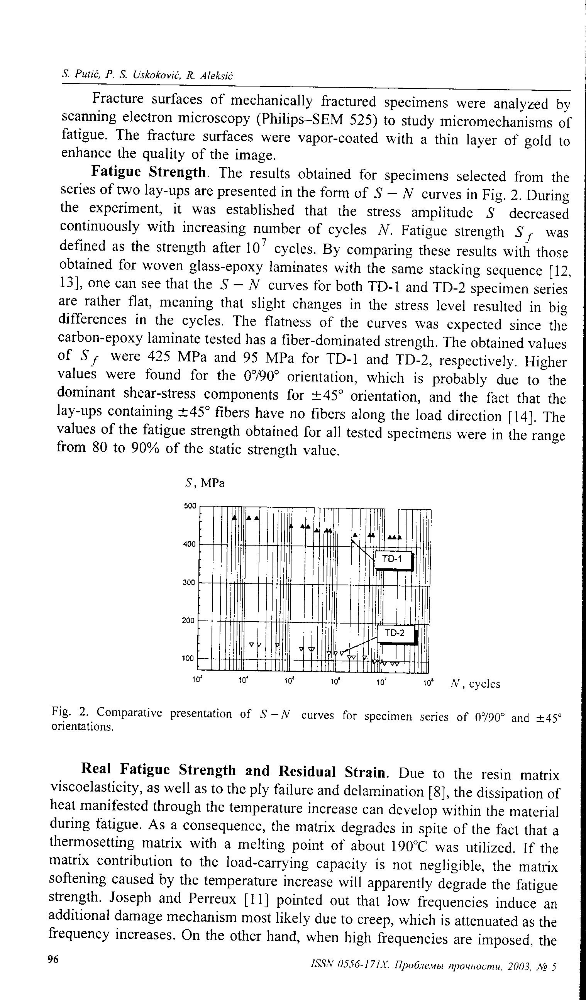 S. Putić, P. S. Uskoković, R. Aleksić
Fracture surfaces of mechanically fractured specimens were analyzed by
scanning electron microscopy (Philips–SEM 525) to study micromechanisms of
fatigue. The fracture surfaces were vapor-coated with a thin layer of gold to
enhance the quality of the image.
Fatigue Strength. The results obtained for specimens selected from the
series of two lay-ups are presented in the form of S – N curves in Fig. 2. During
the experiment, it was established that the stress amplitude S decreased
continuously with increasing number of cycles N. Fatigue strength S_f was
defined as the strength after 10⁷ cycles. By comparing these results with those
obtained for woven glass-epoxy laminates with the same stacking sequence [12,
13], one can see that the S – N curves for both TD-1 and TD-2 specimen series
are rather flat, meaning that slight changes in the stress level resulted in big
differences in the cycles. The flatness of the curves was expected since the
carbon-epoxy laminate tested has a fiber-dominated strength. The obtained values
of S_f were 425 MPa and 95 MPa for TD-1 and TD-2, respectively. Higher
values were found for the 0°/90° orientation, which is probably due to the
dominant shear-stress components for ±45° orientation, and the fact that the
lay-ups containing ±45° fibers have no fibers along the load direction [14]. The
values of the fatigue strength obtained for all tested specimens were in the range
from 80 to 90% of the static strength value.
S, MPa
500
400
TD-1
300
200
TD-2
100
10³ 10⁴ 10⁵ 10⁶ 10⁷ 10⁸ N, cycles
Fig. 2. Comparative presentation of S – N curves for specimen series of 0°/90° and ±45°
orientations.
Real Fatigue Strength and Residual Strain. Due to the resin matrix
viscoelasticity, as well as to the ply failure and delamination [8], the dissipation of
heat manifested through the temperature increase can develop within the material
during fatigue. As a consequence, the matrix degrades in spite of the fact that a
thermosetting matrix with a melting point of about 190°C was utilized. If the
matrix contribution to the load-carrying capacity is not negligible, the matrix
softening caused by the temperature increase will apparently degrade the fatigue
strength. Joseph and Perreux [11] pointed out that low frequencies induce an
additional damage mechanism most likely due to creep, which is attenuated as the
frequency increases. On the other hand, when high frequencies are imposed, the
96
ISSN 0556-171X. Проблемы прочности, 2003, № 5